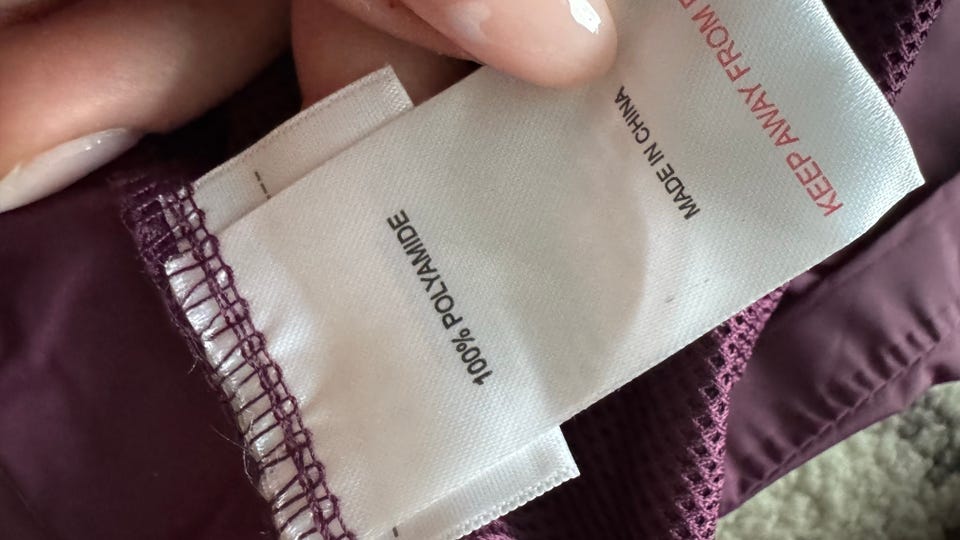 100% POLYAMIDE
MADE IN CHINA
KEEP AWAY FROM